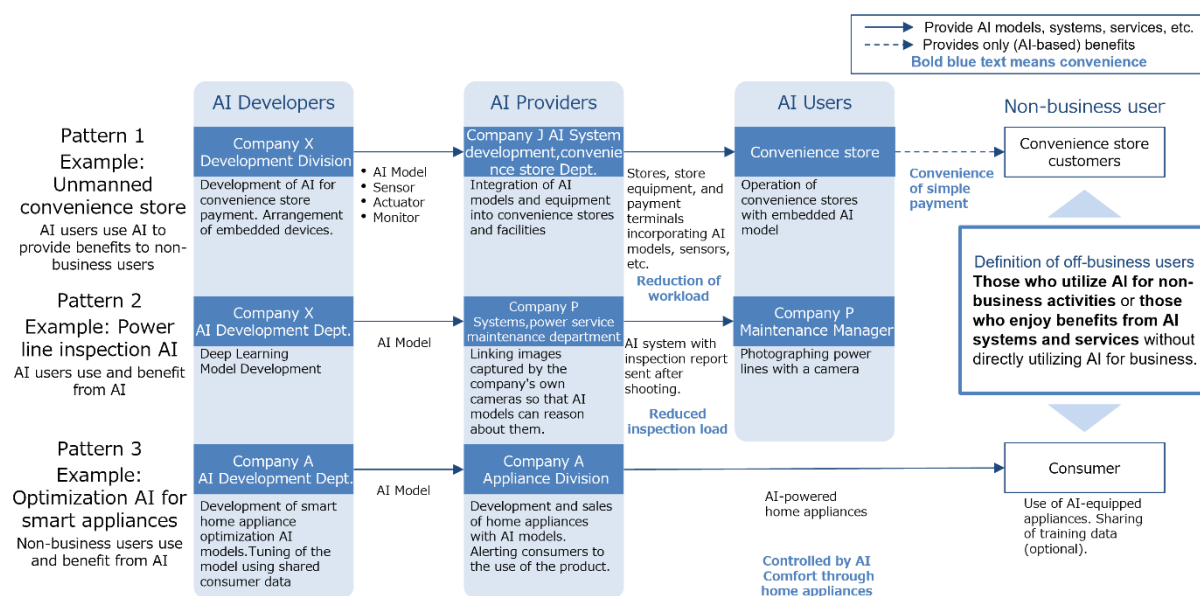 Provide AI models, systems, services, etc.
Provides only (AI-based) benefits
Bold blue text means convenience
AI Developers
AI Providers
AI Users
Non-business user
Pattern 1
Example:
Unmanned
convenience store
AI users use AI to
provide benefits to non-
business users
Company X
Development Division
Development of AI for
convenience store
payment. Arrangement
of embedded devices.
• AI Model
• Sensor
• Actuator
• Monitor
Company J AI System
development,convenie
nce store Dept.
Integration of AI
models and equipment
into convenience stores
and facilities
Stores, store
equipment, and
payment terminals
incorporating AI
models, sensors,
etc.
Reduction of
workload
Convenience store
Operation of
convenience stores
with embedded AI
model
Convenience
of simple
payment
Convenience store
customers
Definition of off-business users
Those who utilize AI for non-
business activities or those
who enjoy benefits from AI
systems and services without
directly utilizing AI for business.
Pattern 2
Example: Power
line inspection AI
AI users use and benefit
from AI
Company X
AI Development Dept.
Deep Learning
Model Development
AI Model
Company P
Systems,power service
maintenance department
Linking images
captured by the
company's own
cameras so that AI
models can reason
about them.
AI system with
inspection report
sent after
shooting.
Reduced
inspection load
Company P
Maintenance Manager
Photographing power
lines with a camera
Pattern 3
Example:
Optimization AI for
smart appliances
Non-business users use
and benefit from AI
Company A
AI Development Dept.
Development of smart
home appliance
optimization AI
models.Tuning of the
model using shared
consumer data
AI Model
Company A
Appliance Division
Development and sales
of home appliances
with AI models.
Alerting consumers to
the use of the product.
AI-powered
home appliances
Controlled by AI
Comfort through
home appliances
Consumer
Use of AI-equipped
appliances. Sharing
of training data
(optional).